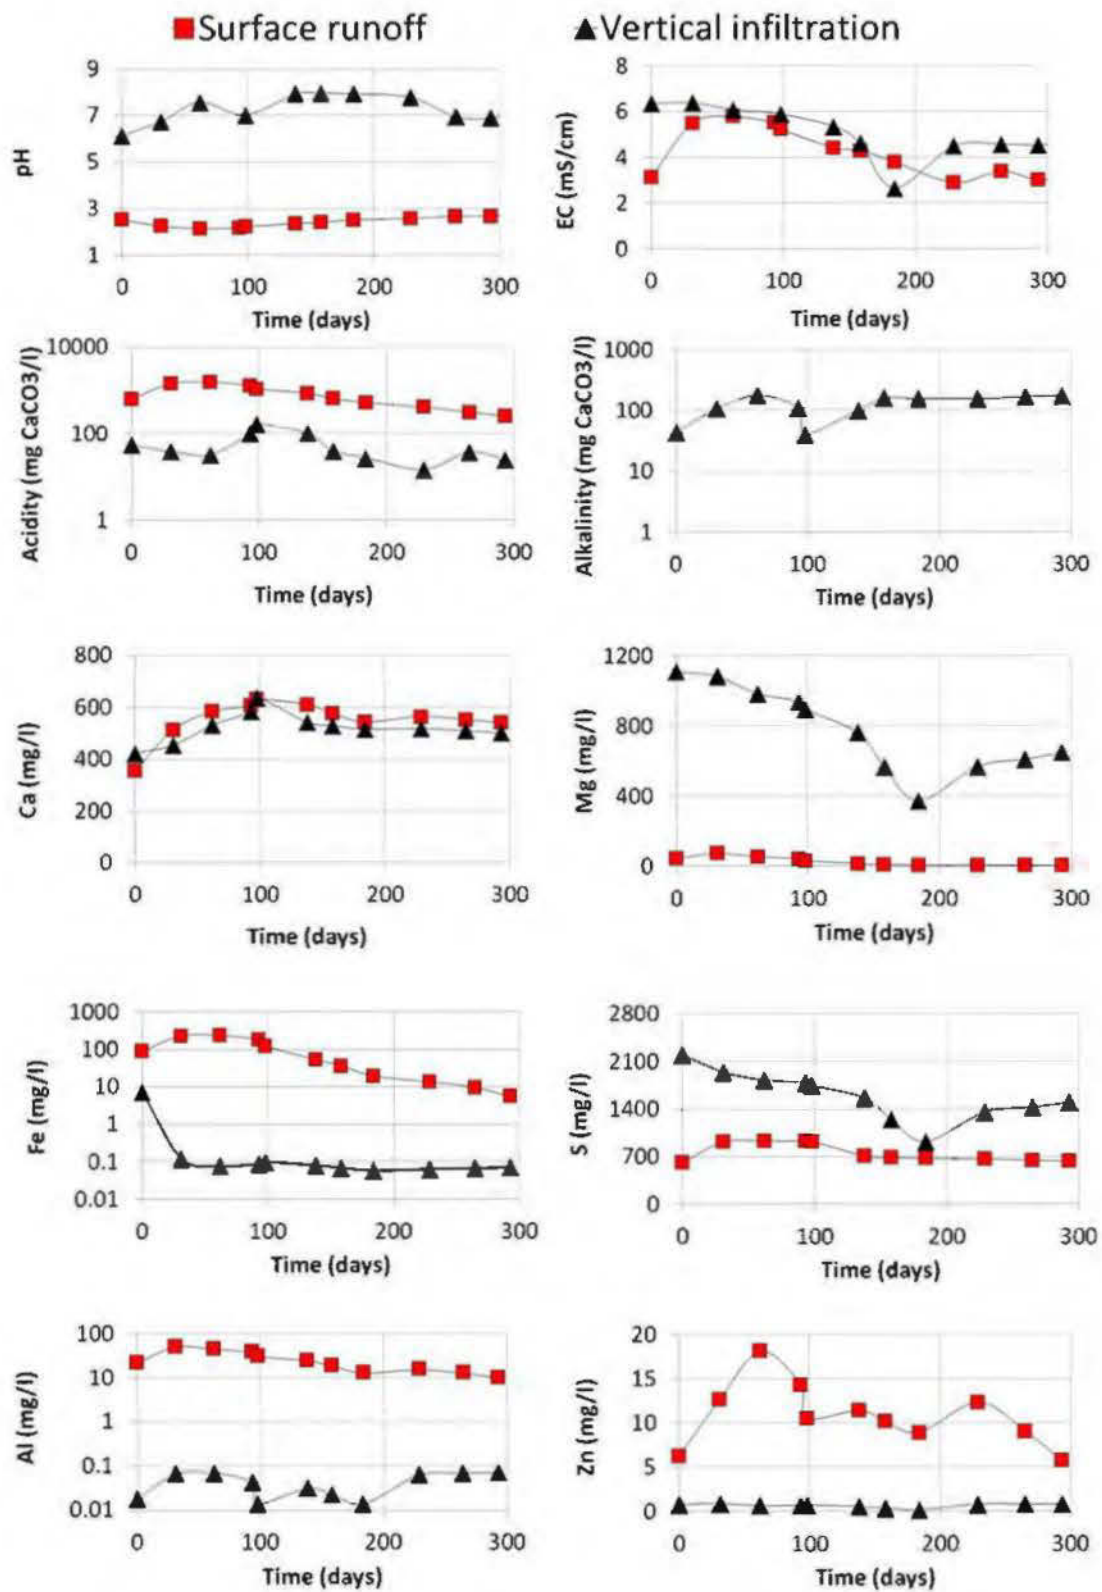 Surface runoff
Vertical infiltration
9
7
5
3
1
pH
0 100 200 300
Time (days)
8
6
4
2
0
EC (mS/cm)
0 100 200 300
Time (days)
10000
100
1
Acidity (mg CaCO3/l)
0 100 200 300
Time (days)
1000
100
10
1
Alkalinity (mg CaCO3/l)
0 100 200 300
Time (days)
800
600
400
200
0
Ca (mg/l)
0 100 200 300
Time (days)
1200
800
400
0
Mg (mg/l)
0 100 200 300
Time (days)
1000
100
10
1
0.1
0.01
Fe (mg/l)
0 100 200 300
Time (days)
2800
2100
1400
700
0
S (mg/l)
0 100 200 300
Time (days)
100
10
1
0.1
0.01
Al (mg/l)
0 100 200 300
Time (days)
20
15
10
5
0
Zn (mg/l)
0 100 200 300
Time (days)